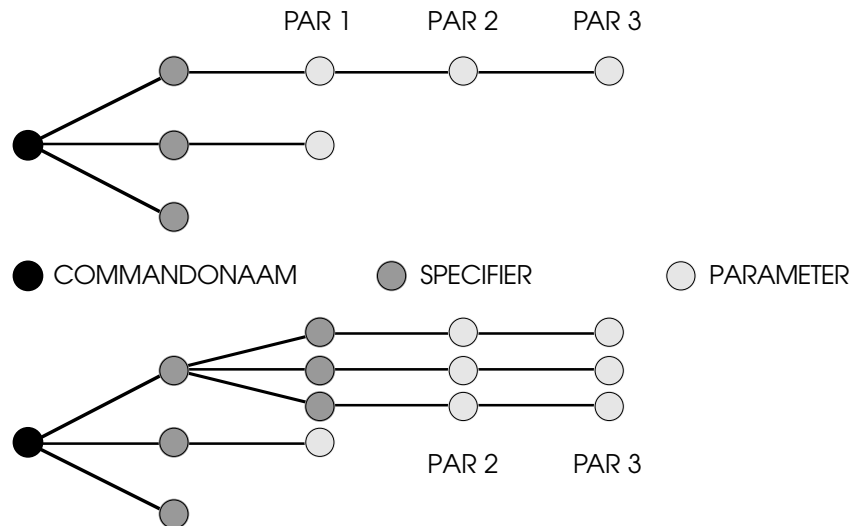 PAR 1 PAR 2 PAR 3
COMMANDONAAM SPECIFIER PARAMETER
PAR 2 PAR 3